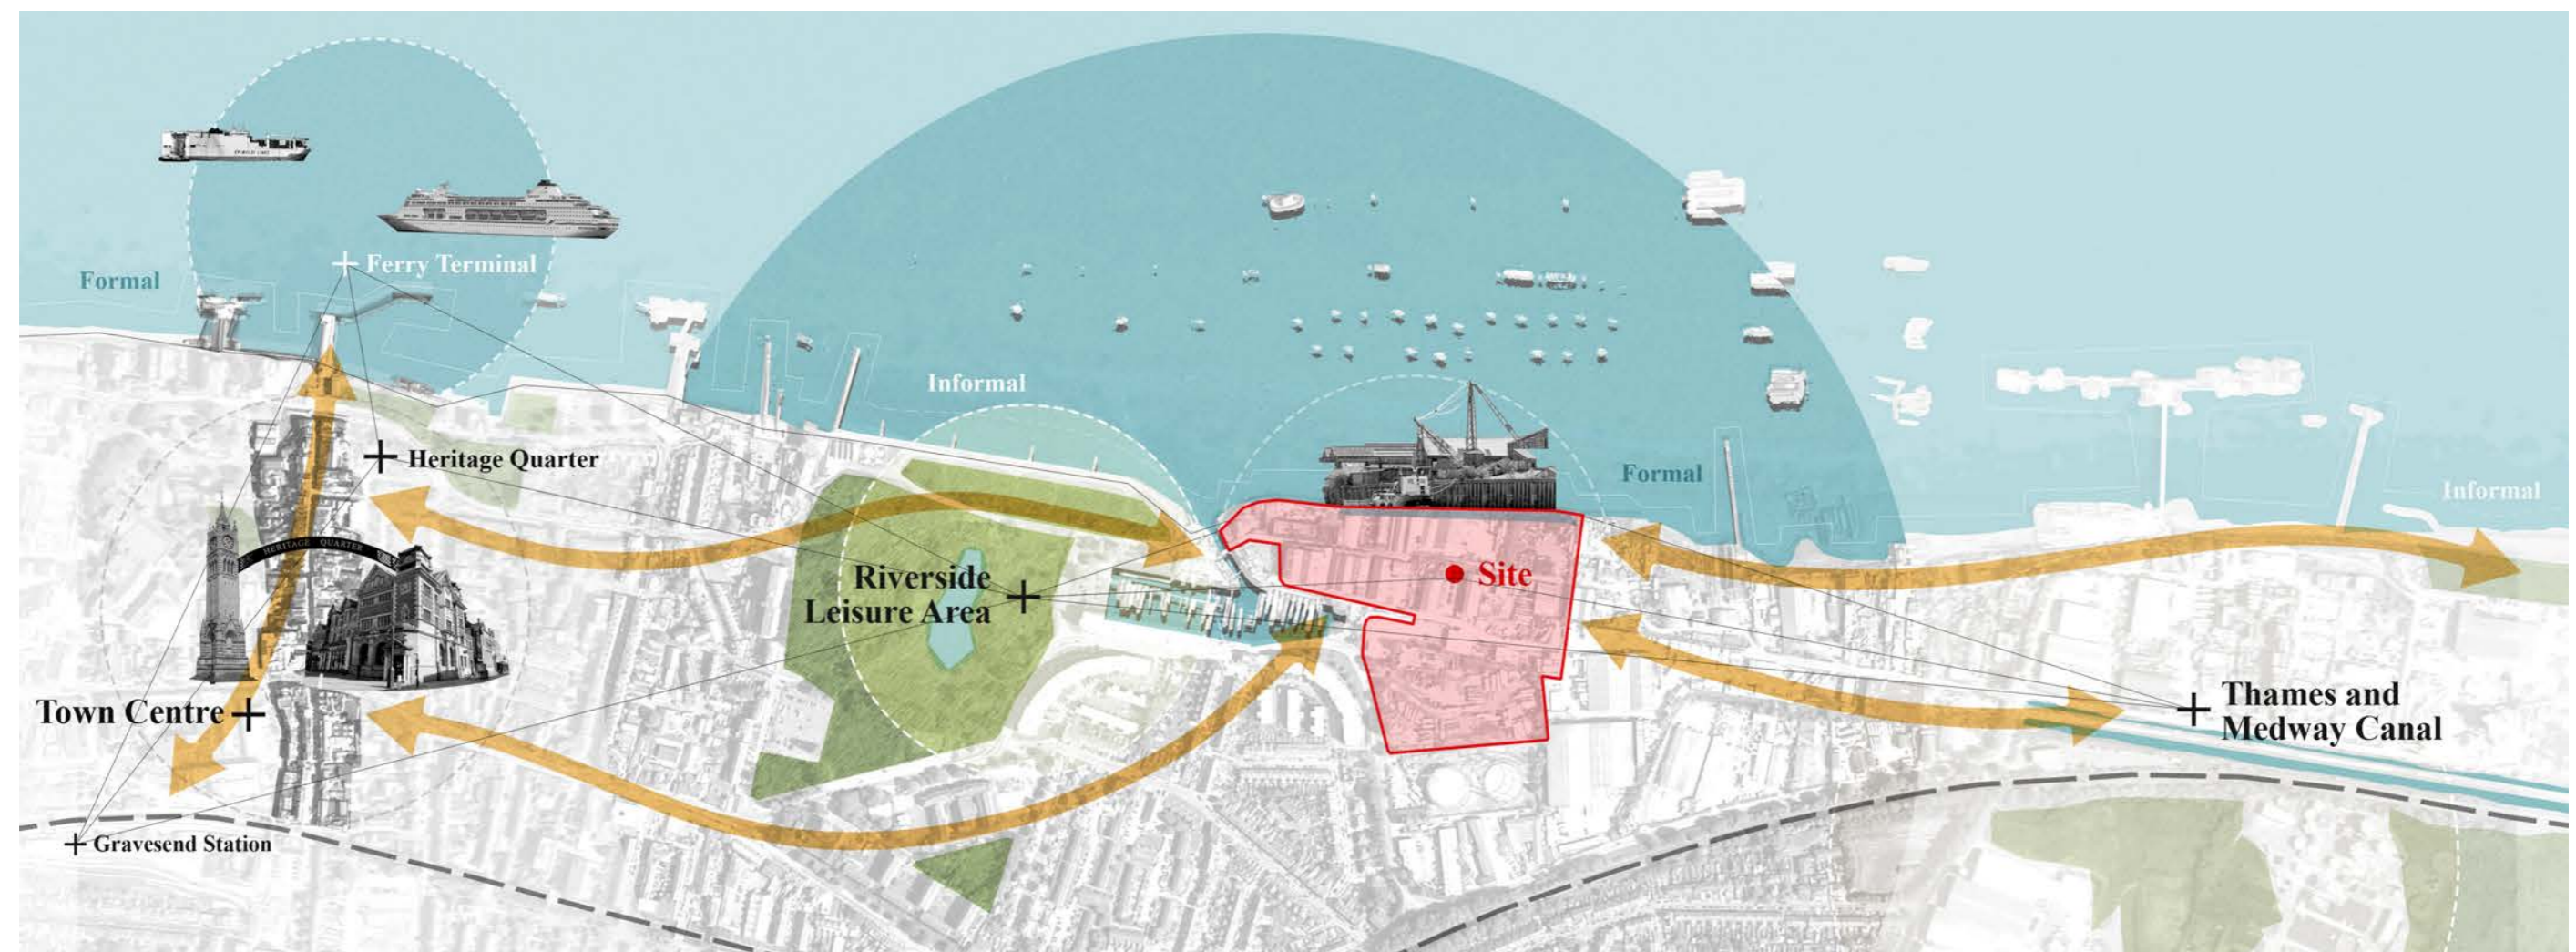 Formal
Ferry Terminal
Informal
Heritage Quarter
Formal
Informal
HERITAGE QUARTER
Riverside
Leisure Area
Site
Town Centre
Thames and
Medway Canal
Gravesend Station